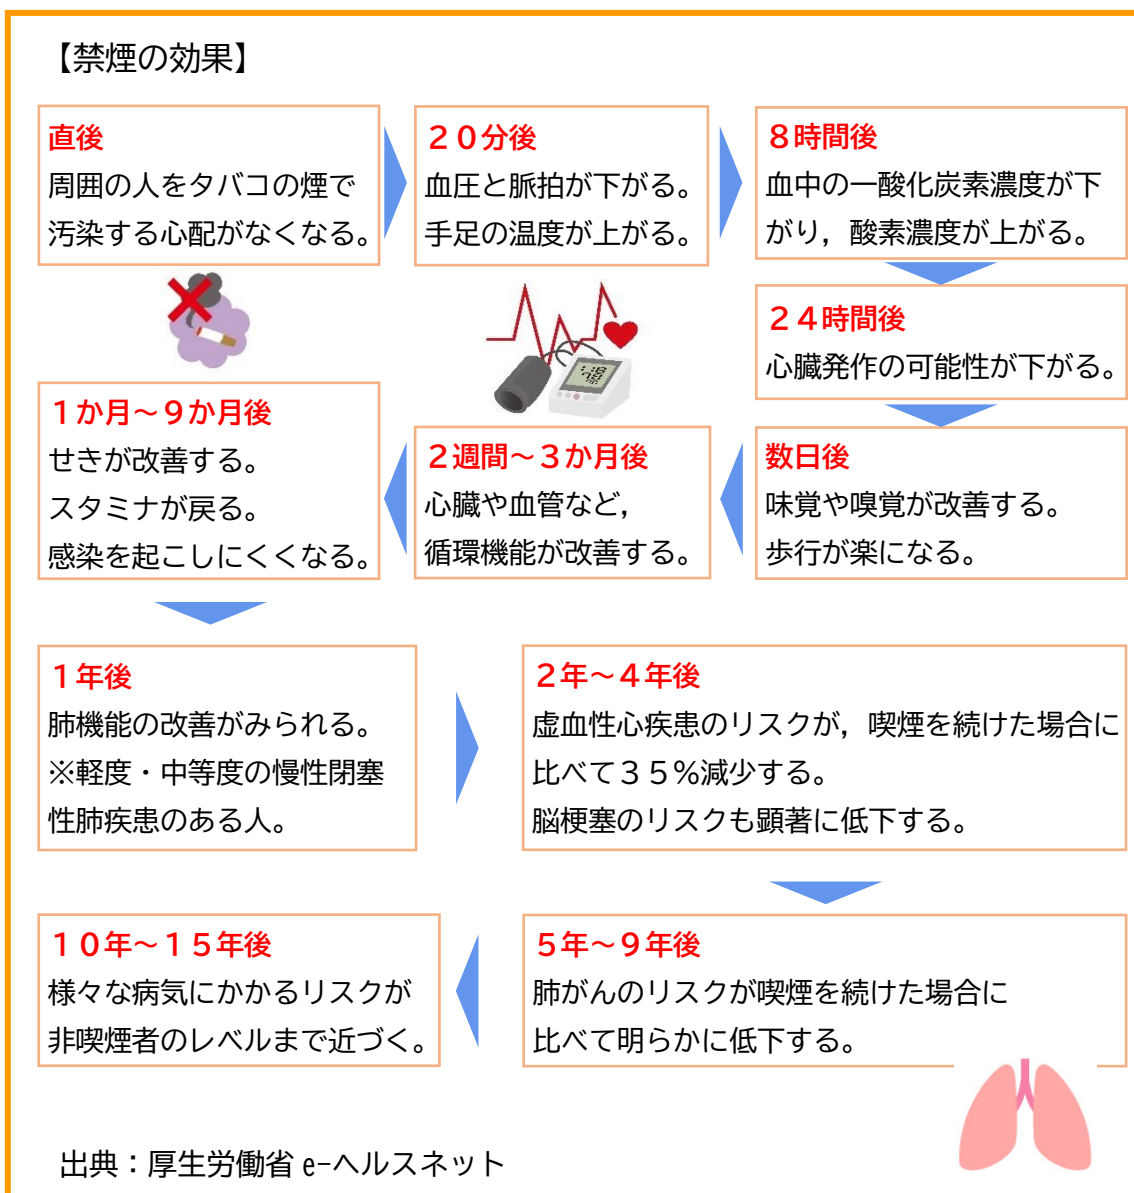 【禁煙の効果】
直後
周囲の人をタバコの煙で
汚染する心配がなくなる。
２０分後
血圧と脈拍が下がる。
手足の温度が上がる。
８時間後
血中の一酸化炭素濃度が下
がり，酸素濃度が上がる。
２４時間後
心臓発作の可能性が下がる。
数日後
味覚や嗅覚が改善する。
歩行が楽になる。
２週間～３か月後
心臓や血管など，
循環機能が改善する。
１か月～９か月後
せきが改善する。
スタミナが戻る。
感染を起こしにくくなる。
１年後
肺機能の改善がみられる。
※軽度・中等度の慢性閉塞
性肺疾患のある人。
２年～４年後
虚血性心疾患のリスクが，喫煙を続けた場合に
比べて３５％減少する。
脳梗塞のリスクも顕著に低下する。
５年～９年後
肺がんのリスクが喫煙を続けた場合に
比べて明らかに低下する。
１０年～１５年後
様々な病気にかかるリスクが
非喫煙者のレベルまで近づく。
出典：厚生労働省 e-ヘルスネット